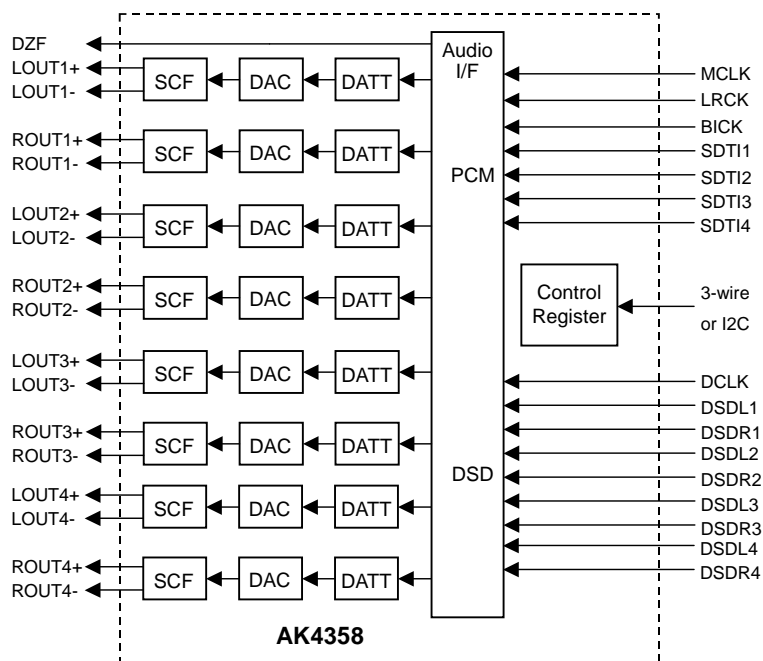 DZF
LOUT1+
LOUT1-
ROUT1+
ROUT1-
LOUT2+
LOUT2-
ROUT2+
ROUT2-
LOUT3+
LOUT3-
ROUT3+
ROUT3-
LOUT4+
LOUT4-
ROUT4+
ROUT4-
SCF DAC DATT
SCF DAC DATT
SCF DAC DATT
SCF DAC DATT
SCF DAC DATT
SCF DAC DATT
SCF DAC DATT
SCF DAC DATT
Audio
I/F
PCM
DSD
Control
Register
MCLK
LRCK
BICK
SDTI1
SDTI2
SDTI3
SDTI4
3-wire
or I2C
DCLK
DSDL1
DSDR1
DSDL2
DSDR2
DSDL3
DSDR3
DSDL4
DSDR4
AK4358